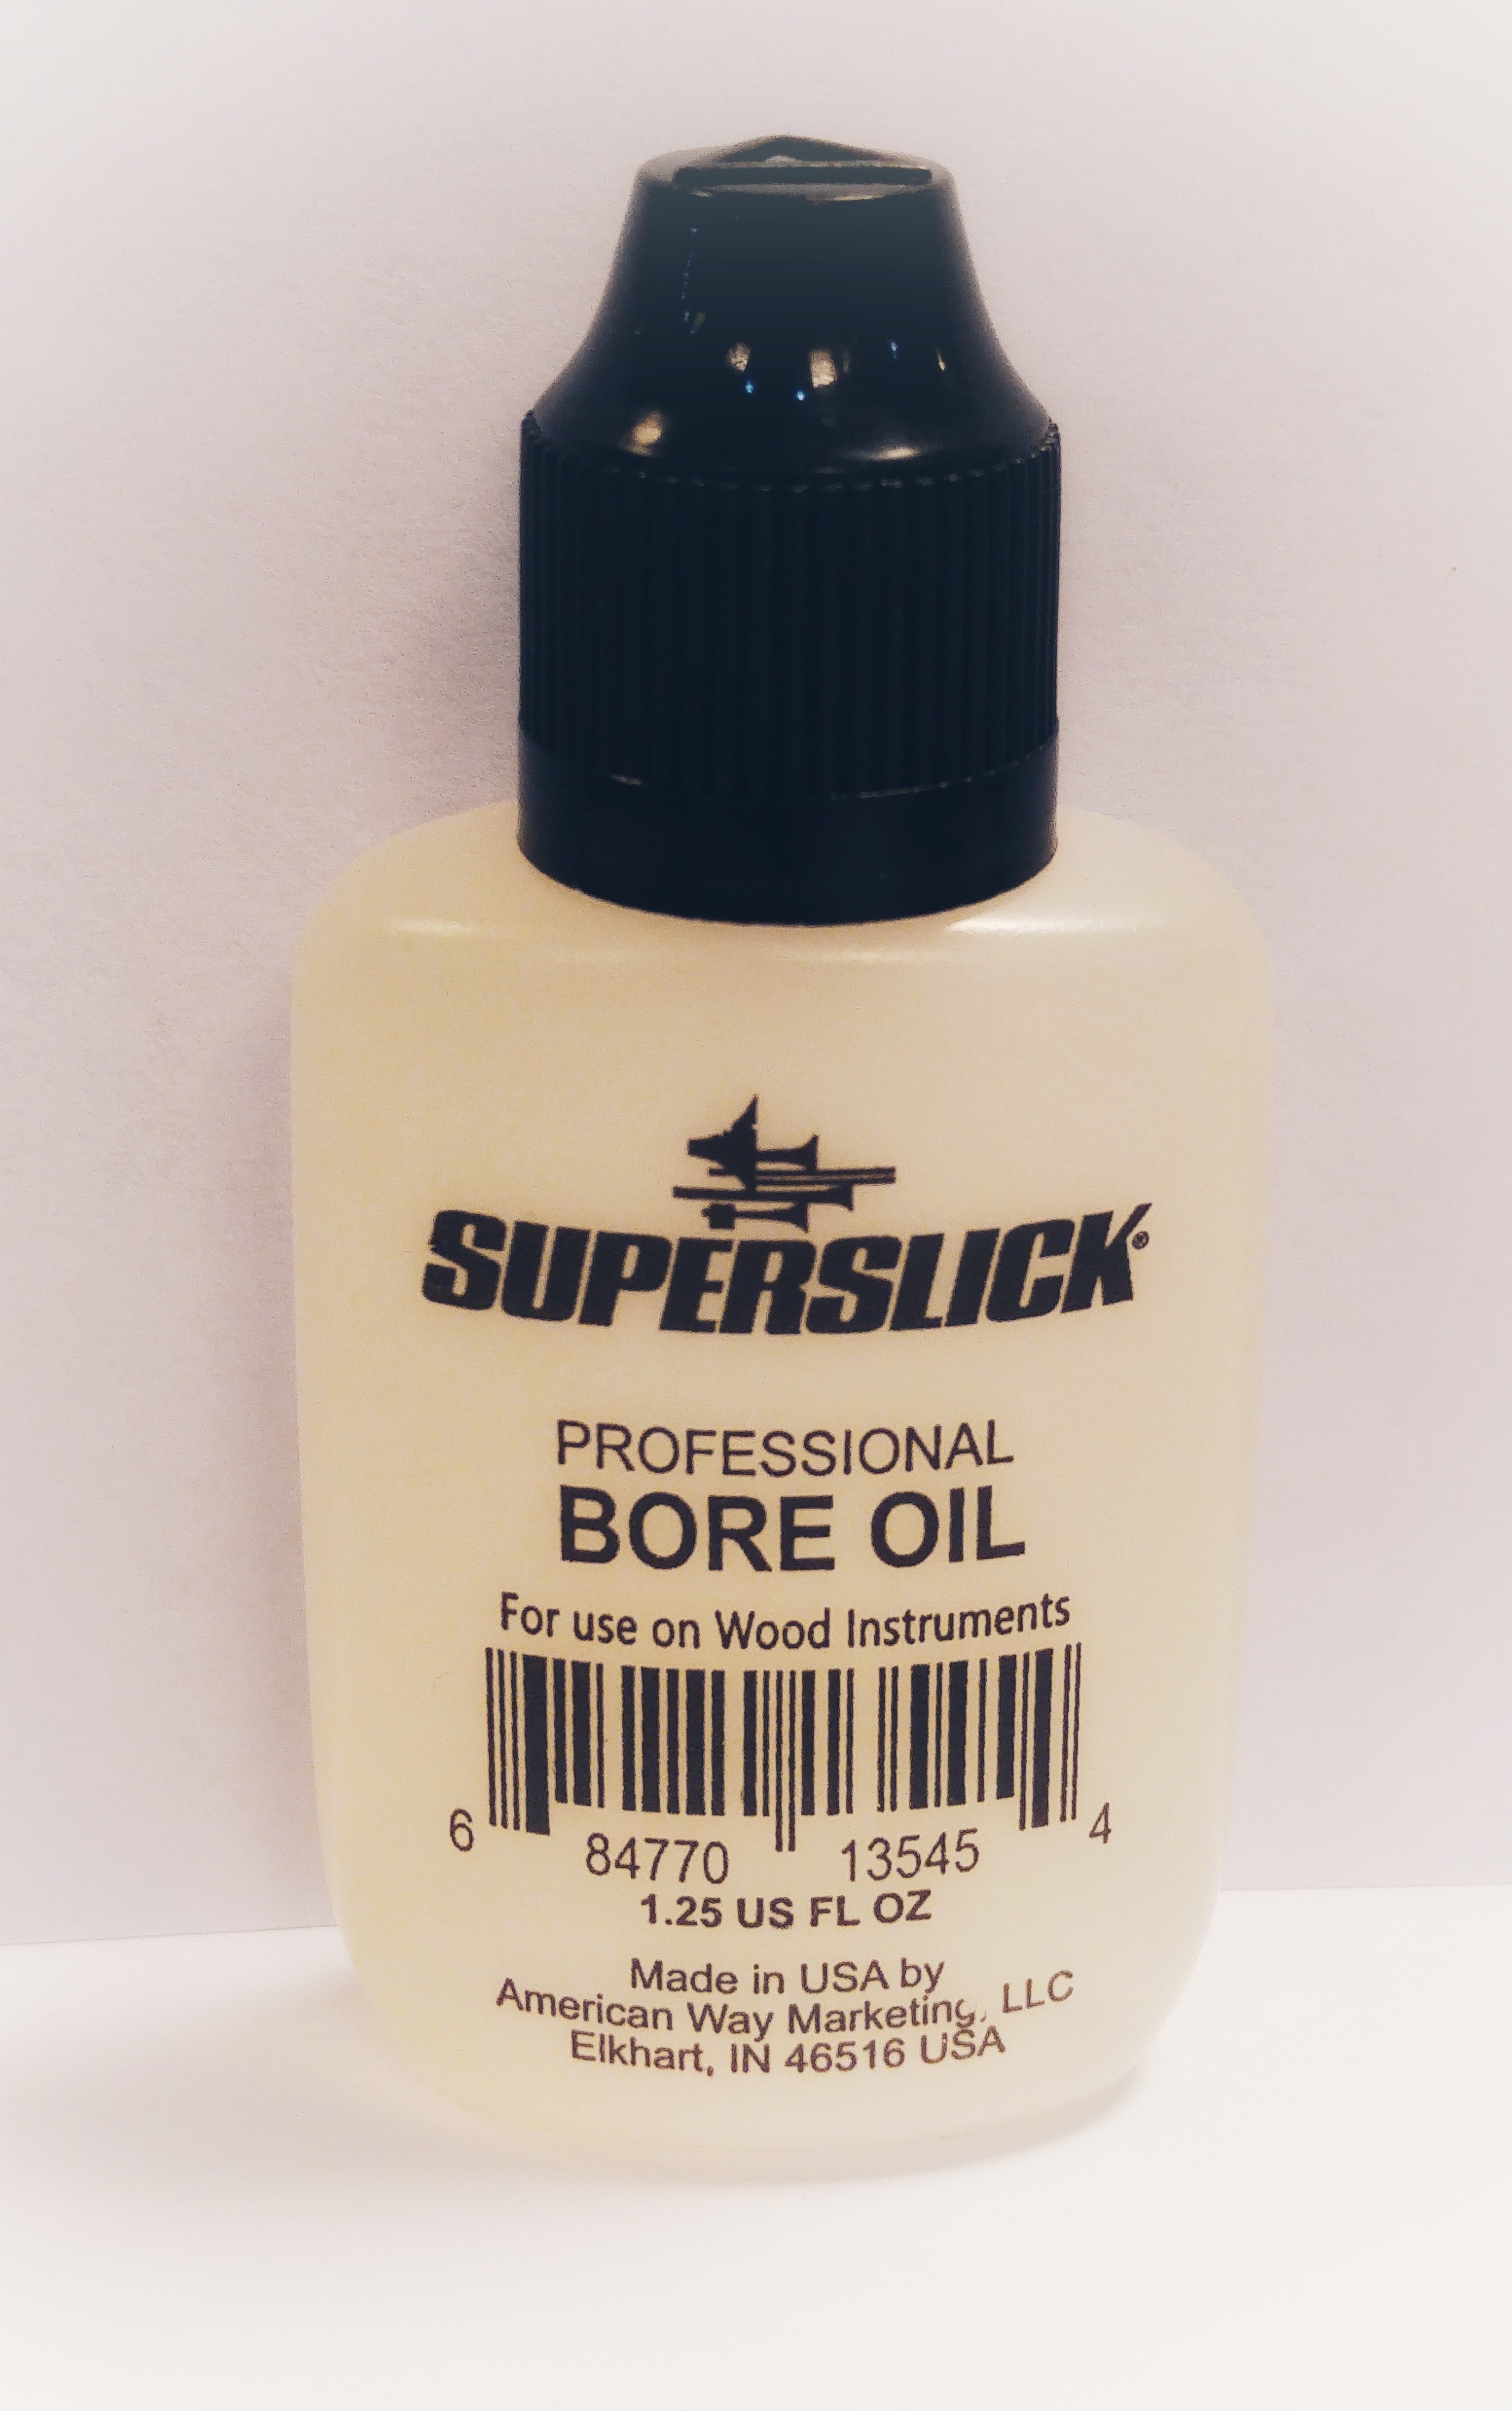 SUPERSLICK®
PROFESSIONAL
BORE OIL
For use on Wood Instruments
6 84770 13545 4
1.25 US FL OZ
Made in USA by
American Way Marketing, LLC
Elkhart, IN 46516 USA